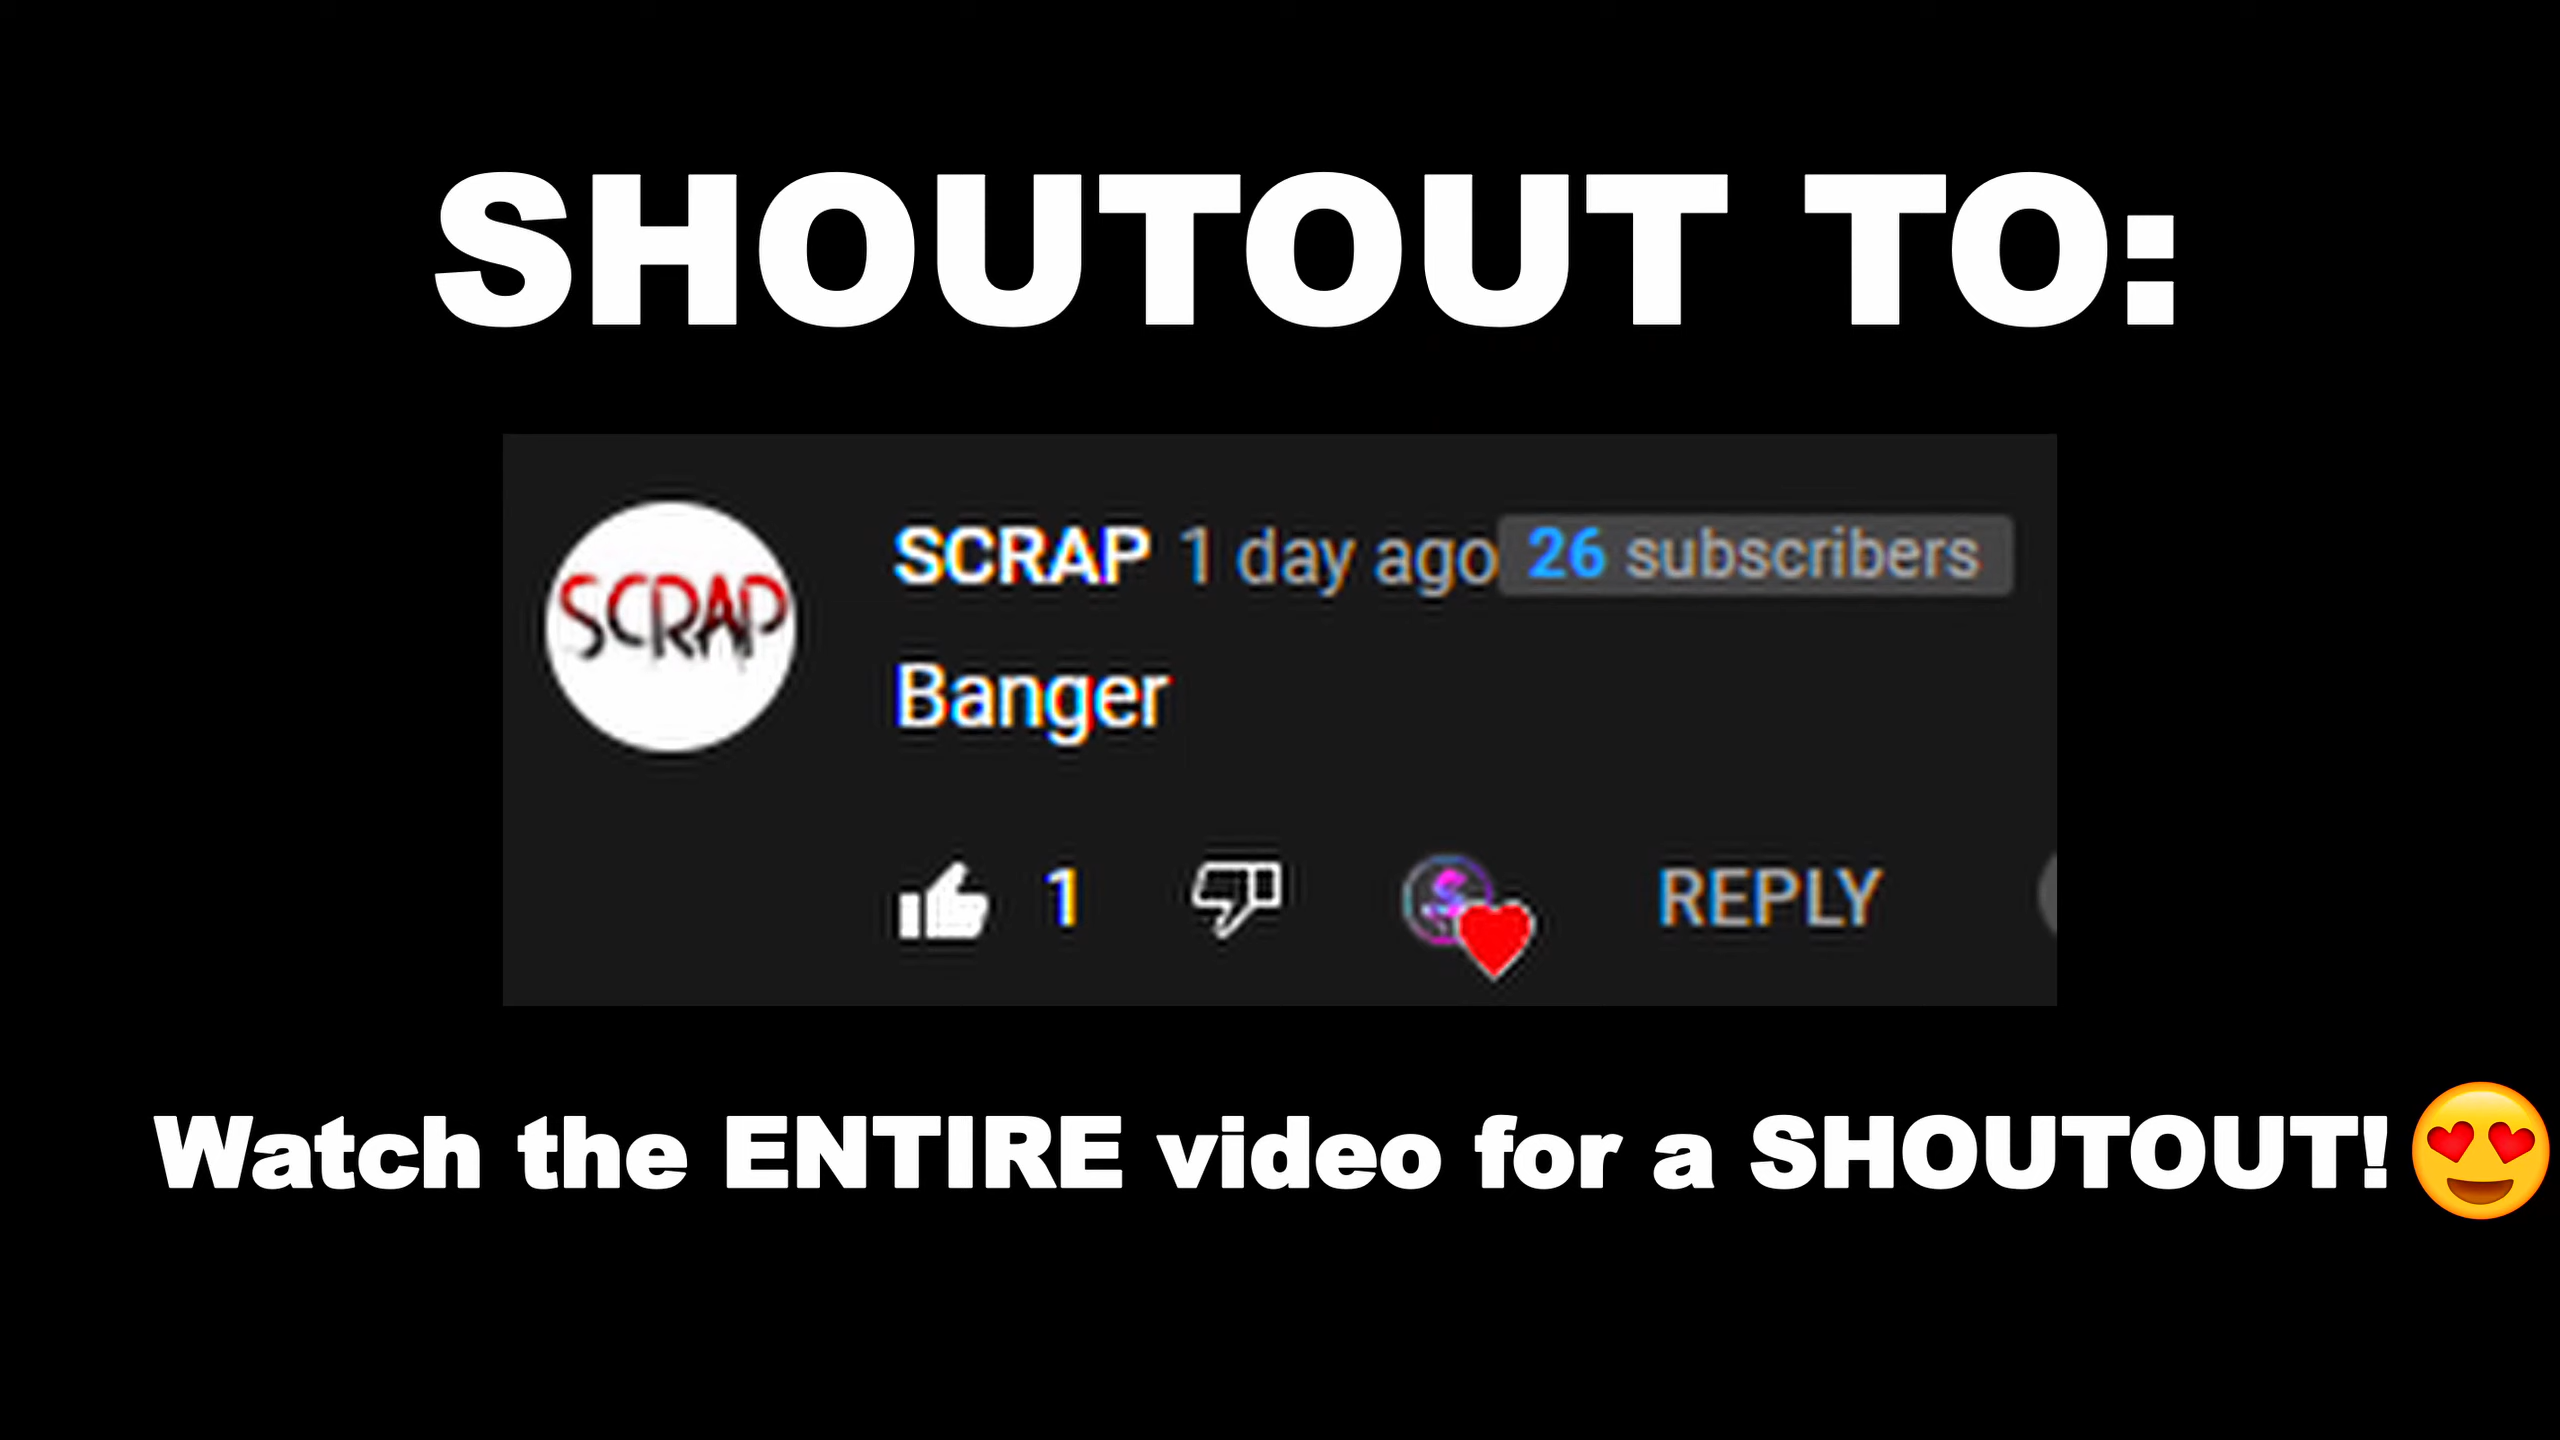 SHOUTOUT TO:
SCRAP
SCRAP 1 day ago 26 subscribers
Banger
1 REPLY
Watch the ENTIRE video for a SHOUTOUT!😍